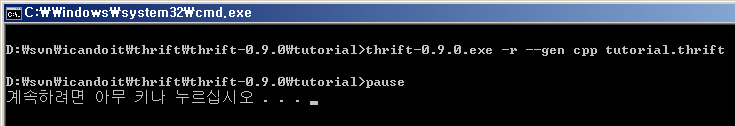 C:₩Windows₩system32₩cmd.exe
D:₩svn₩icandoit₩thrift₩thrift-0.9.0₩tutorial>thrift-0.9.0.exe -r --gen cpp tutorial.thrift
D:₩svn₩icandoit₩thrift₩thrift-0.9.0₩tutorial>pause
계속하려면 아무 키나 누르십시오 . . .